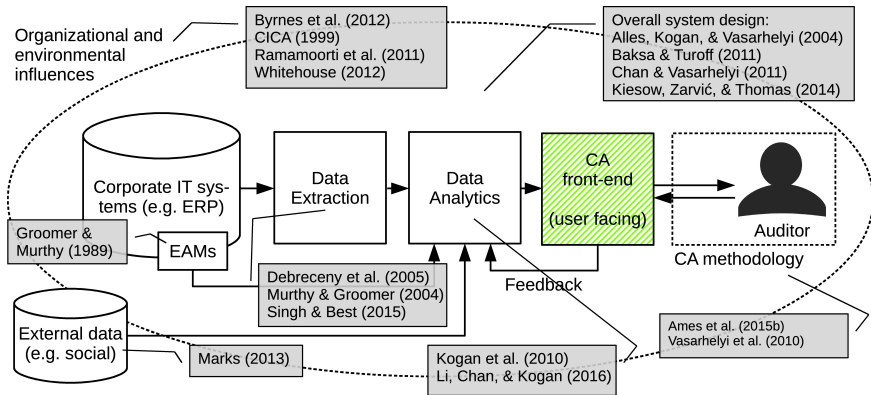 Organizational and
environmental
influences
Byrnes et al. (2012)
CICA (1999)
Ramamoorti et al. (2011)
Whitehouse (2012)
Overall system design:
Alles, Kogan, & Vasarhelyi (2004)
Baksa & Turoff (2011)
Chan & Vasarhelyi (2011)
Kiesow, Zarvić, & Thomas (2014)
Corporate IT sys-
tems (e.g. ERP)
Data
Extraction
Data
Analytics
CA
front-end
(user facing)
Auditor
CA methodology
Groomer &
Murthy (1989)
EAMs
Debreceny et al. (2005)
Murthy & Groomer (2004)
Singh & Best (2015)
Feedback
External data
(e.g. social)
Marks (2013)
Kogan et al. (2010)
Li, Chan, & Kogan (2016)
Ames et al. (2015b)
Vasarhelyi et al. (2010)